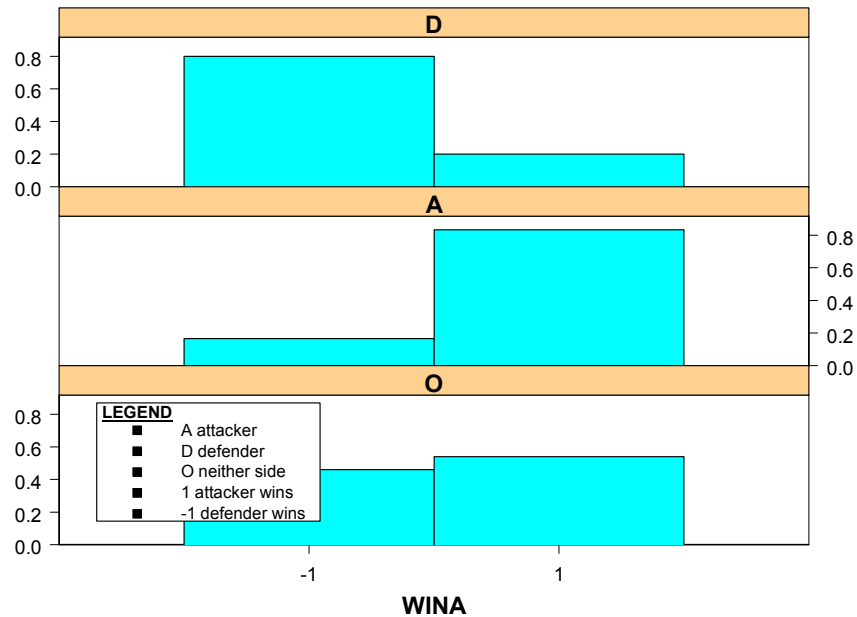 D
0.8
0.6
0.4
0.2
0.0
A
0.8
0.6
0.4
0.2
0.0
O
0.8
0.6
0.4
0.2
0.0
LEGEND
■ A attacker
■ D defender
■ O neither side
■ 1 attacker wins
■ -1 defender wins
-1 1
WINA